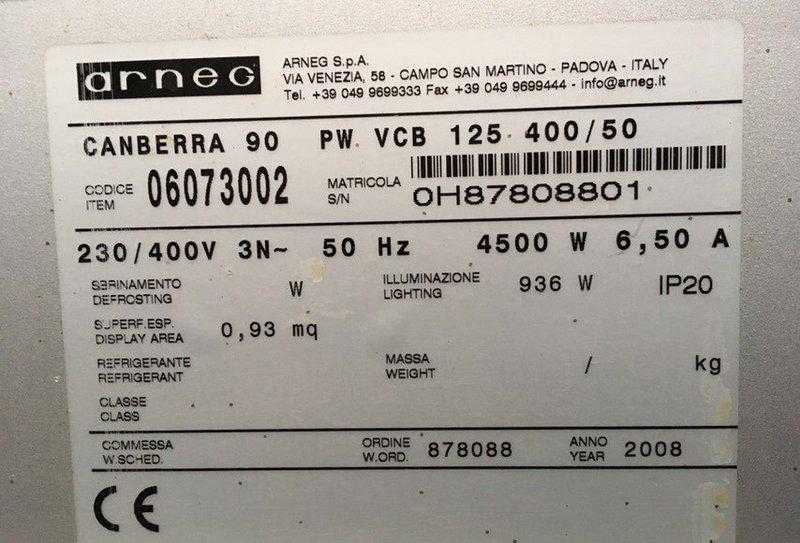 arneg
ARNEG S.p.A.
VIA VENEZIA, 58 - CAMPO SAN MARTINO - PADOVA - ITALY
Tel. +39 049 9699333 Fax +39 049 9699444 - info@arneg.it
CANBERRA 90 PW VCB 125 400/50
CODICE
ITEM 06073002
MATRICOLA
S/N 0H87808801
230/400V 3N~ 50 Hz 4500 W 6,50 A
SBRINAMENTO
DEFROSTING W
ILLUMINAZIONE
LIGHTING 936 W IP20
SUPERF.ESP.
DISPLAY AREA 0,93 mq
REFRIGERANTE
REFRIGERANT
MASSA
WEIGHT / kg
CLASSE
CLASS
COMMESSA
W.SCHED.
ORDINE
W.ORD. 878088
ANNO
YEAR 2008
CE